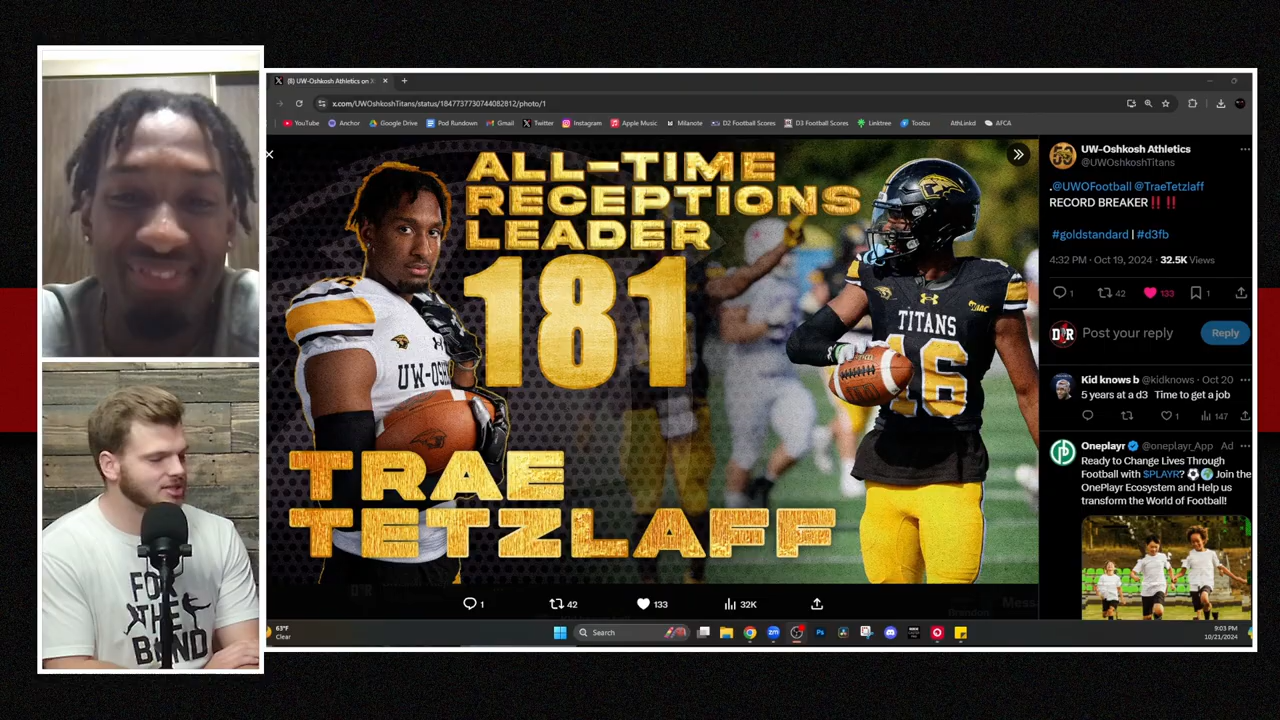 (8) UW-Oshkosh Athletics on X
x.com/UWOshkoshTitans/status/1847737730744082812/photo/1
YouTube
Anchor
Google Drive
Pod Rundown
Gmail
Twitter
Instagram
Apple Music
Milanote
D2 Football Scores
D3 Football Scores
Linktree
Toolzu
AthLinkd
AFCA
ALL-TIME
RECEPTIONS
LEADER
181
TRAE
TETZLAFF
TITANS
16
UW-OSH
1
42
133
32K
UW-Oshkosh Athletics
@UWOshkoshTitans
.@UWOFootball @TraeTetzlaff
RECORD BREAKER‼️ ‼️
#goldstandard | #d3fb
4:32 PM · Oct 19, 2024 · 32.5K Views
1
42
133
1
Post your reply
Reply
Kid knows b @kidknows · Oct 20
5 years at a d3 Time to get a job
147
Oneplayr @oneplayr_App Ad
Ready to Change Lives Through
Football with $PLAYR? ⚽🌍 Join the
OnePlayr Ecosystem and Help us
transform the World of Football!
FOR
THE
BOND
63°F
Clear
Search
9:03 PM
10/21/2024